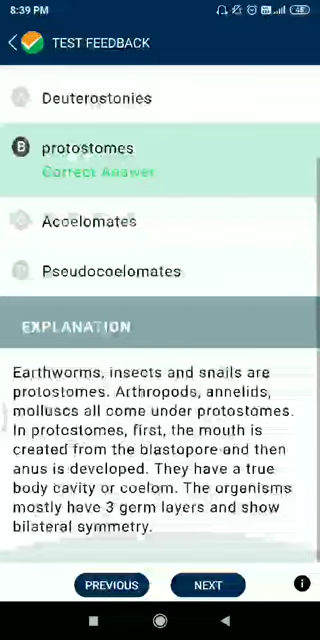 8:39 PM
48
TEST FEEDBACK
Deuterostonies
B protostomes
Correct Answer
Acoelomates
Pseudocoelomates
EXPLANATION
Earthworms, insects and snails are
protostomes. Arthropods, annelids,
molluscs all come under protostomes.
In protostomes, first, the mouth is
created from the blastopore and then
anus is developed. They have a true
body cavity or coelom. The organisms
mostly have 3 germ layers and show
bilateral symmetry.
PREVIOUS
NEXT
i